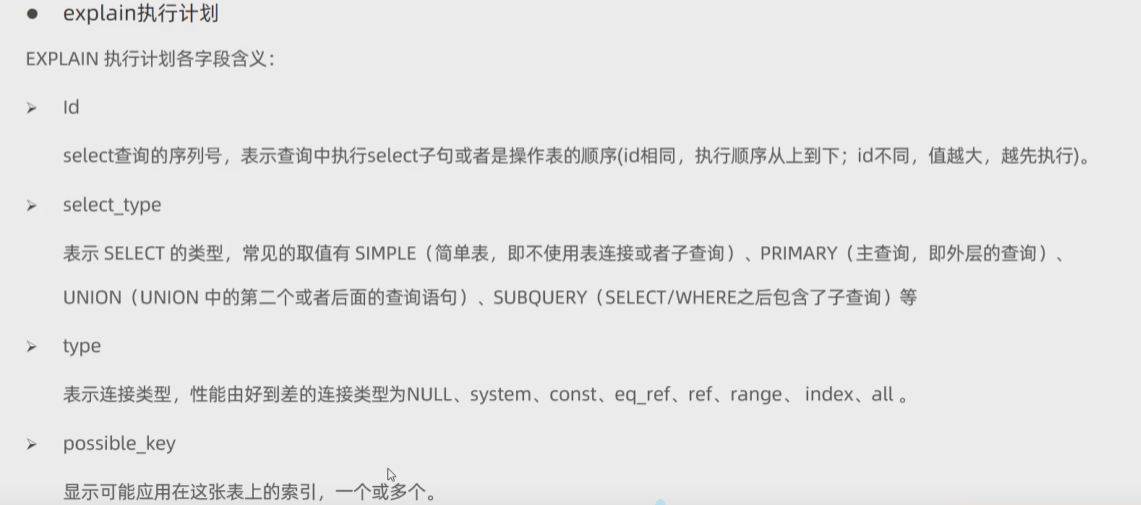 ● explain执行计划
EXPLAIN 执行计划各字段含义：
➢ Id
select查询的序列号，表示查询中执行select子句或者是操作表的顺序(id相同，执行顺序从上到下；id不同，值越大，越先执行)。
➢ select_type
表示 SELECT 的类型，常见的取值有 SIMPLE（简单表，即不使用表连接或者子查询）、PRIMARY（主查询，即外层的查询）、
UNION（UNION 中的第二个或者后面的查询语句）、SUBQUERY（SELECT/WHERE之后包含了子查询）等
➢ type
表示连接类型，性能由好到差的连接类型为NULL、system、const、eq_ref、ref、range、 index、all 。
➢ possible_key
显示可能应用在这张表上的索引，一个或多个。